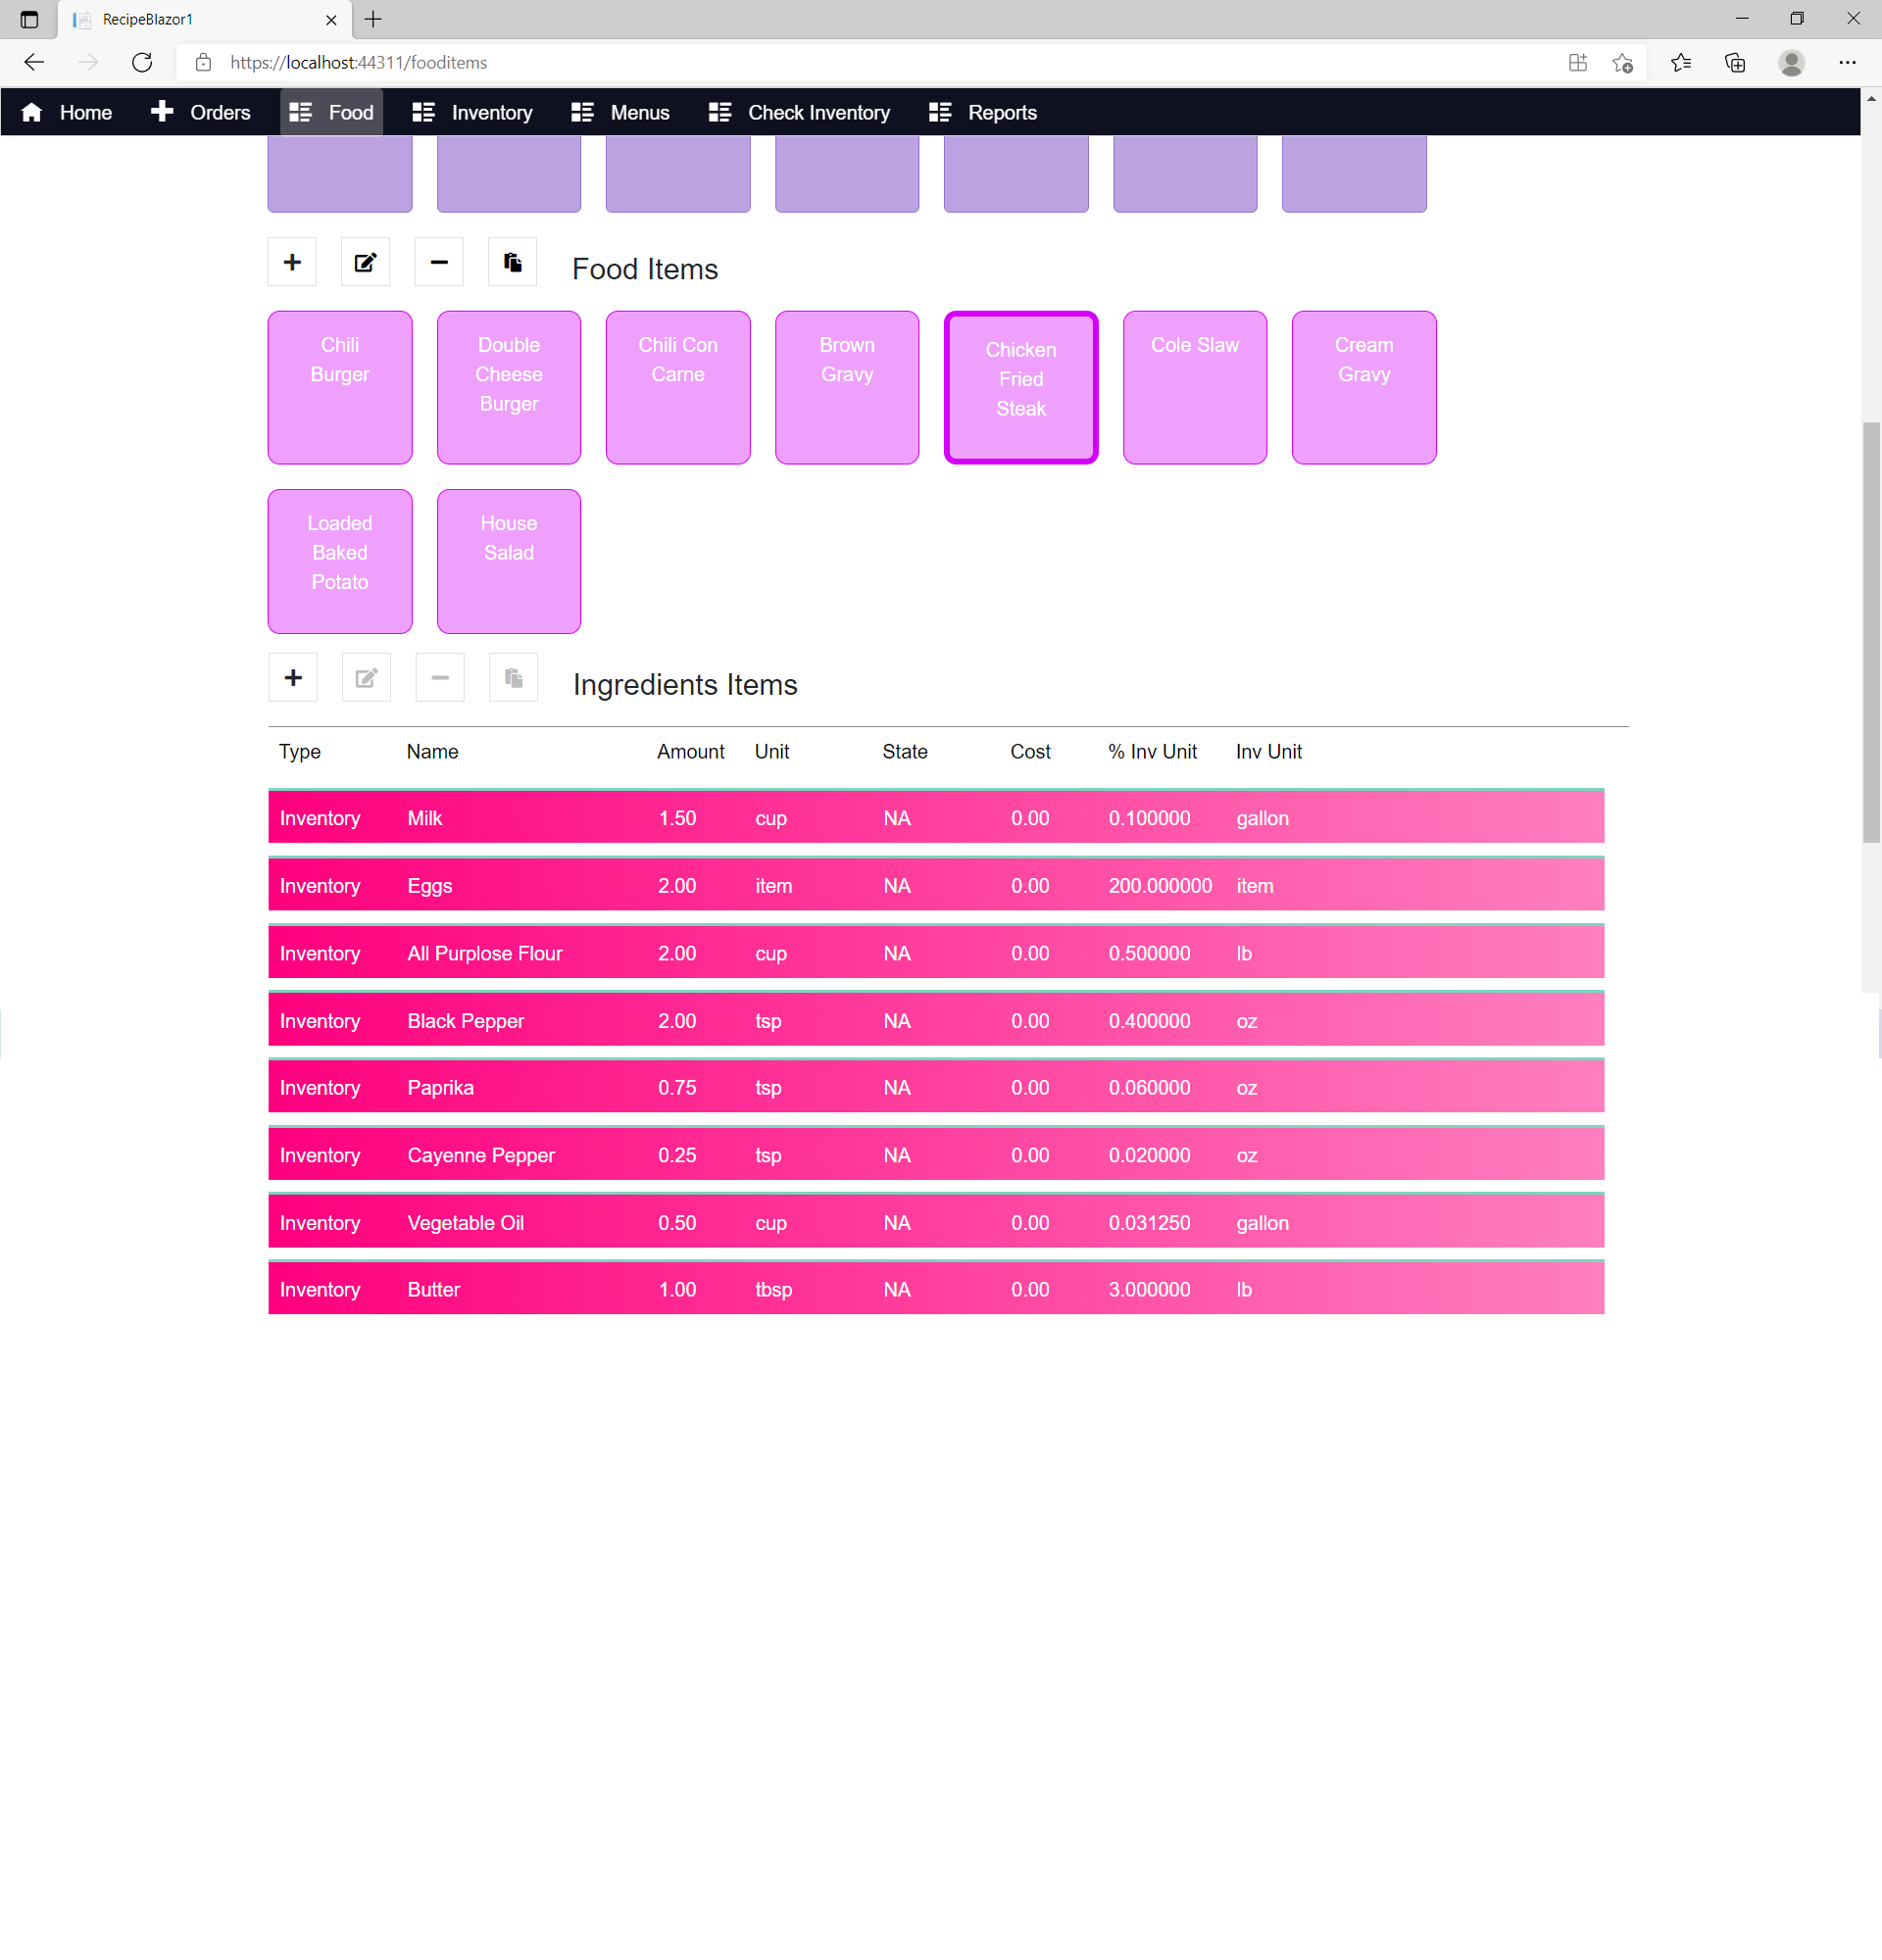 RecipeBlazor1
https://localhost:44311/fooditems
Home Orders Food Inventory Menus Check Inventory Reports
Food Items
Chili
Burger
Double
Cheese
Burger
Chili Con
Carne
Brown
Gravy
Chicken
Fried
Steak
Cole Slaw
Cream
Gravy
Loaded
Baked
Potato
House
Salad
Ingredients Items
Type Name Amount Unit State Cost % Inv Unit Inv Unit
Inventory Milk 1.50 cup NA 0.00 0.100000 gallon
Inventory Eggs 2.00 item NA 0.00 200.000000 item
Inventory All Purplose Flour 2.00 cup NA 0.00 0.500000 lb
Inventory Black Pepper 2.00 tsp NA 0.00 0.400000 oz
Inventory Paprika 0.75 tsp NA 0.00 0.060000 oz
Inventory Cayenne Pepper 0.25 tsp NA 0.00 0.020000 oz
Inventory Vegetable Oil 0.50 cup NA 0.00 0.031250 gallon
Inventory Butter 1.00 tbsp NA 0.00 3.000000 lb